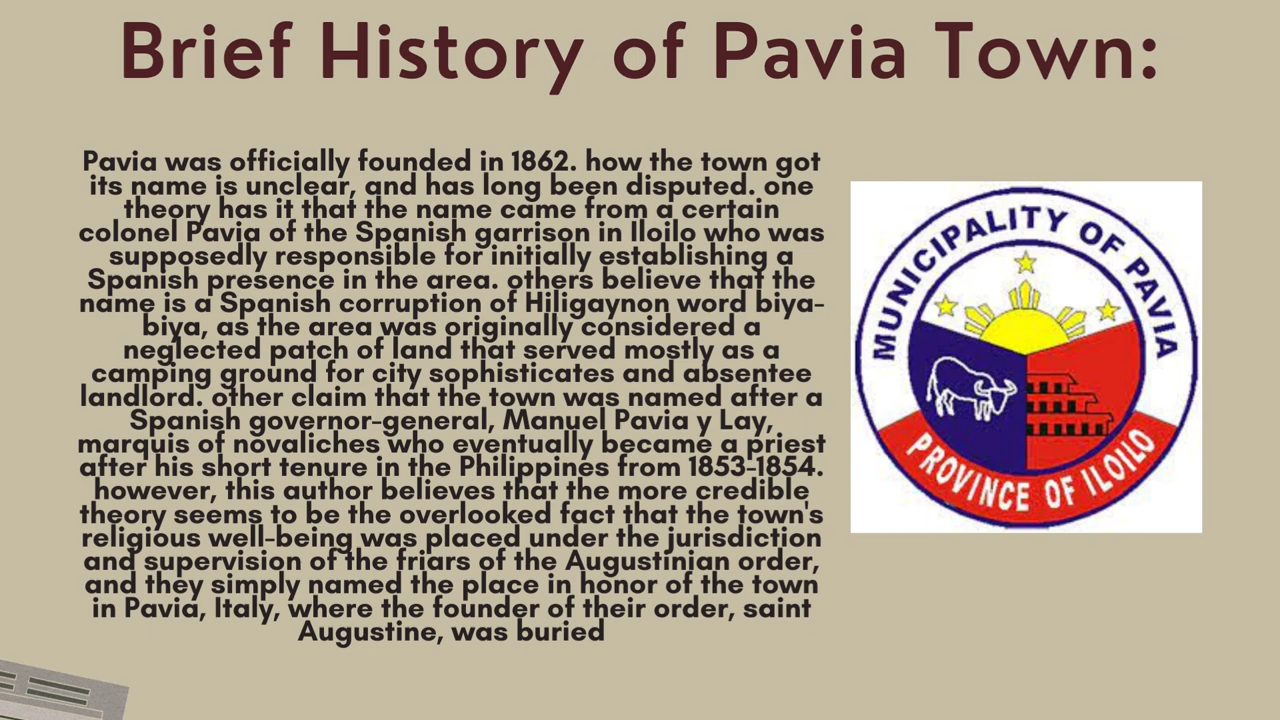 Brief History of Pavia Town:
Pavia was officially founded in 1862. how the town got
its name is unclear, and has long been disputed. one
theory has it that the name came from a certain
colonel Pavia of the Spanish garrison in Iloilo who was
supposedly responsible for initially establishing a
Spanish presence in the area. others believe that the
name is a Spanish corruption of Hiligaynon word biya-
biya, as the area was originally considered a
neglected patch of land that served mostly as a
camping ground for city sophisticates and absentee
landlord. other claim that the town was named after a
Spanish governor-general, Manuel Pavia y Lay,
marquis of novaliches who eventually became a priest
after his short tenure in the Philippines from 1853-1854.
however, this author believes that the more credible
theory seems to be the overlooked fact that the town's
religious well-being was placed under the jurisdiction
and supervision of the friars of the Augustinian order,
and they simply named the place in honor of the town
in Pavia, Italy, where the founder of their order, saint
Augustine, was buried
MUNICIPALITY OF PAVIA
PROVINCE OF ILOILO